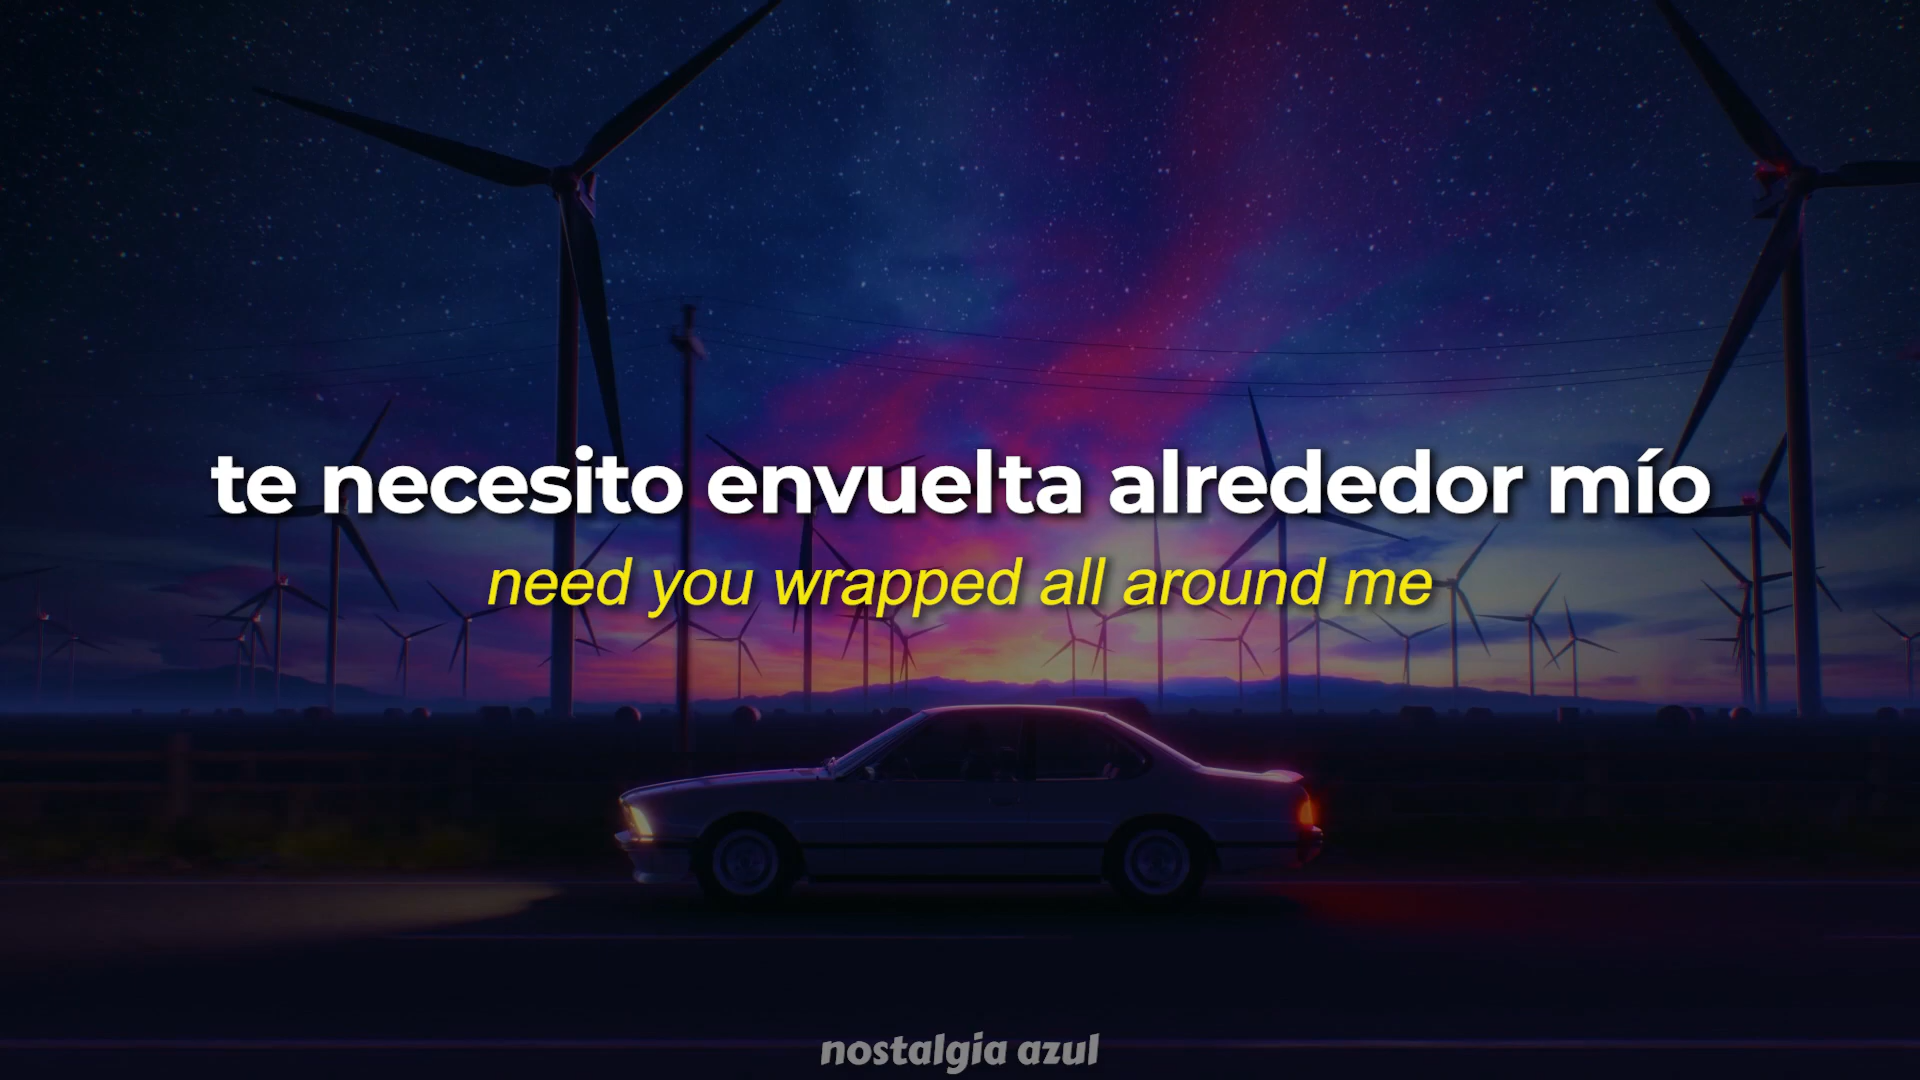 te necesito envuelta alrededor mío
need you wrapped all around me
nostalgia azul